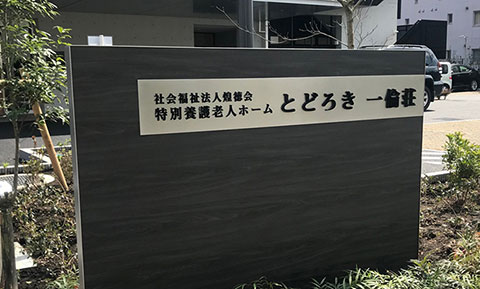 社会福祉法人煌徳会
特別養護老人ホーム とどろき 一倫荘